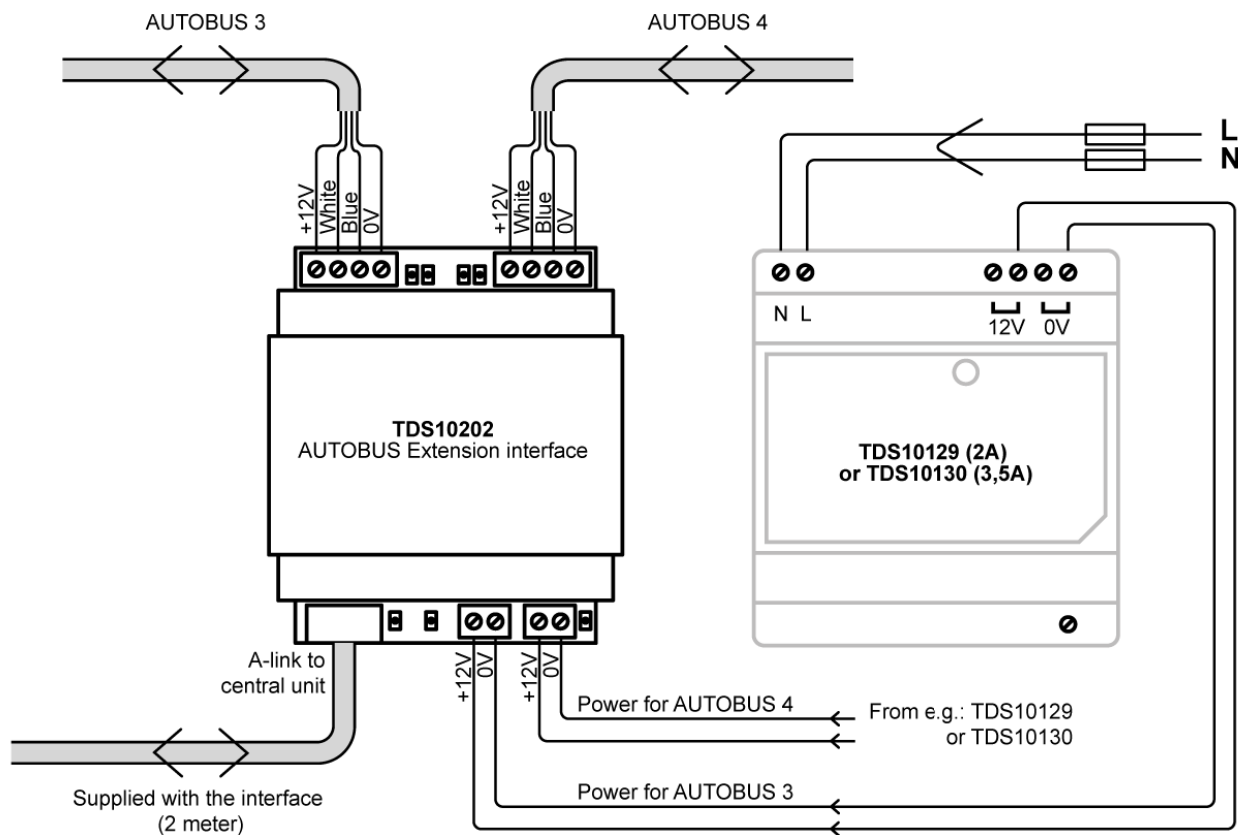 AUTOBUS 3
AUTOBUS 4
L
N
+12V
White
Blue
0V
+12V
White
Blue
0V
N L
12V
0V
TDS10202
AUTOBUS Extension interface
TDS10129 (2A)
or TDS10130 (3,5A)
A-link to
central unit
+12V
0V
+12V
0V
Power for AUTOBUS 4
From e.g.: TDS10129
or TDS10130
Power for AUTOBUS 3
Supplied with the interface
(2 meter)